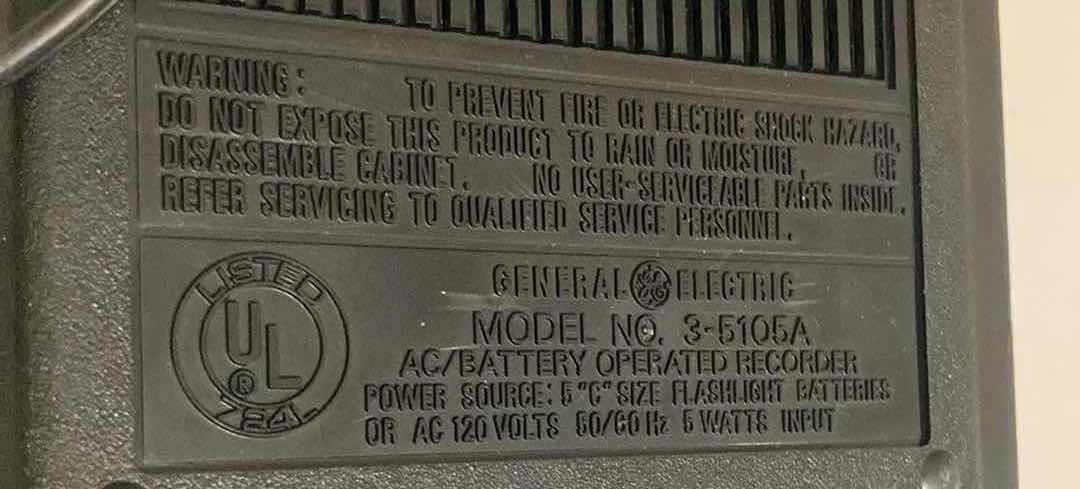 WARNING: TO PREVENT FIRE OR ELECTRIC SHOCK HAZARD,
DO NOT EXPOSE THIS PRODUCT TO RAIN OR MOISTURE, OR
DISASSEMBLE CABINET. NO USER-SERVICEABLE PARTS INSIDE.
REFER SERVICING TO QUALIFIED SERVICE PERSONNEL.
LISTED
UL
®
784L
GENERAL GE ELECTRIC
MODEL NO. 3-5105A
AC/BATTERY OPERATED RECORDER
POWER SOURCE: 5 "C" SIZE FLASHLIGHT BATTERIES
OR AC 120 VOLTS 50/60 Hz 5 WATTS INPUT